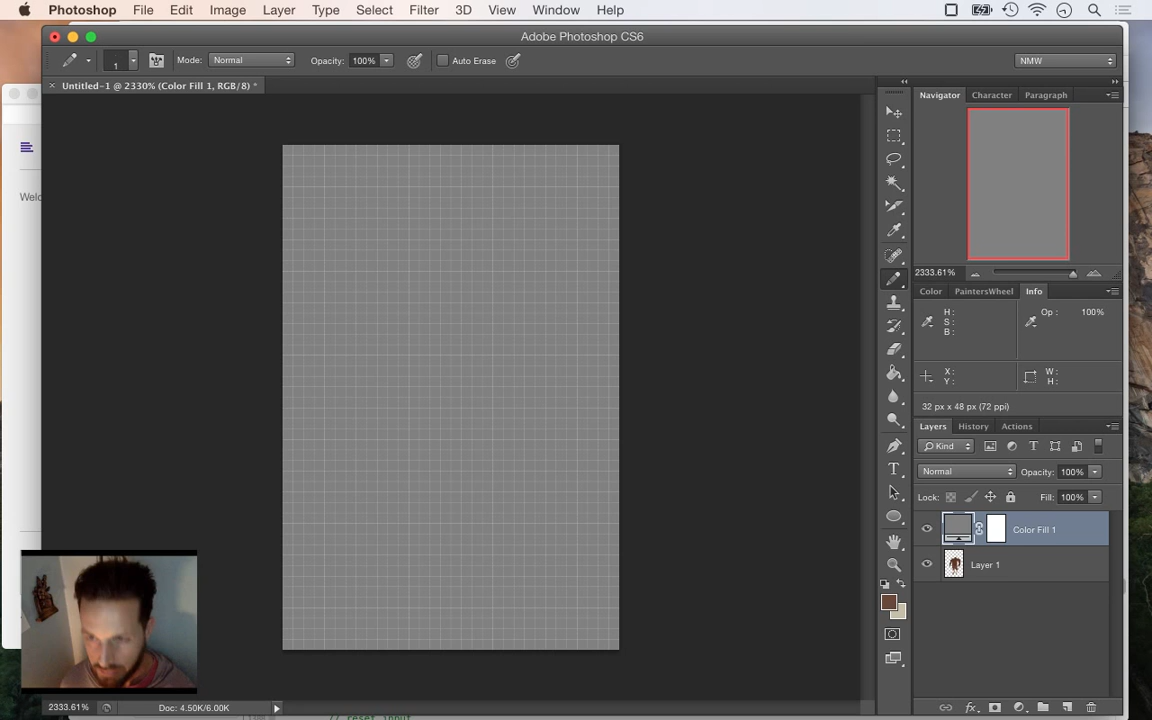 Photoshop File Edit Image Layer Type Select Filter 3D View Window Help
Adobe Photoshop CS6
1 Mode: Normal Opacity: 100% Auto Erase NMW
× Untitled-1 @ 2330% (Color Fill 1, RGB/8) *
Navigator Character Paragraph
Welc
2333.61%
Color PaintersWheel Info
H :
S :
B :
Op : 100%
X :
Y :
W :
H :
32 px x 48 px (72 ppi)
Layers History Actions
Kind
Normal Opacity: 100%
Lock: Fill: 100%
Color Fill 1
Layer 1
2333.61% Doc: 4.50K/6.00K
// reset input